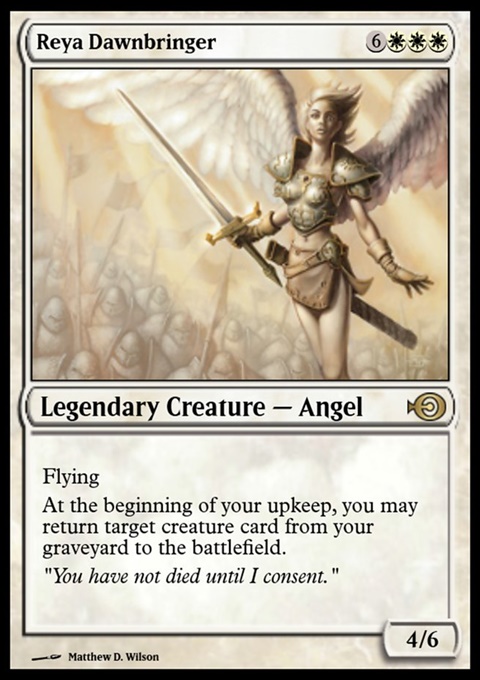 Reya Dawnbringer 6
Legendary Creature — Angel
Flying
At the beginning of your upkeep, you may
return target creature card from your
graveyard to the battlefield.
"You have not died until I consent."
4/6
Matthew D. Wilson